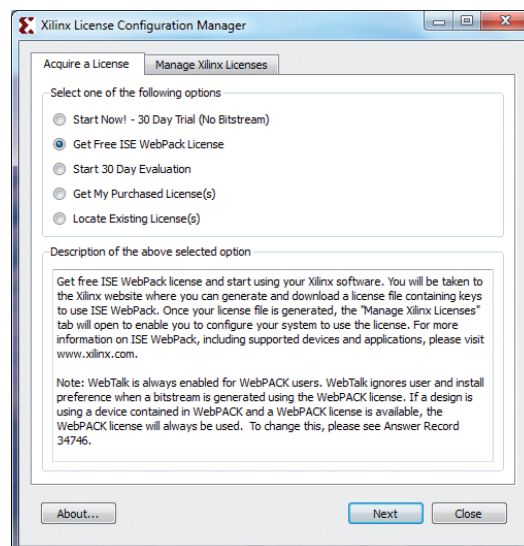 Xilinx License Configuration Manager
Acquire a License
Manage Xilinx Licenses
Select one of the following options
Start Now! - 30 Day Trial (No Bitstream)
Get Free ISE WebPack License
Start 30 Day Evaluation
Get My Purchased License(s)
Locate Existing License(s)
Description of the above selected option
Get free ISE WebPack license and start using your Xilinx software. You will be taken to
the Xilinx website where you can generate and download a license file containing keys
to use ISE WebPack. Once your license file is generated, the "Manage Xilinx Licenses"
tab will open to enable you to configure your system to use the license. For more
information on ISE WebPack, including supported devices and applications, please visit
www.xilinx.com.
Note: WebTalk is always enabled for WebPACK users. WebTalk ignores user and install
preference when a bitstream is generated using the WebPACK license. If a design is
using a device contained in WebPACK and a WebPACK license is available, the
WebPACK license will always be used.  To change this, please see Answer Record
34746.
About...
Next
Close